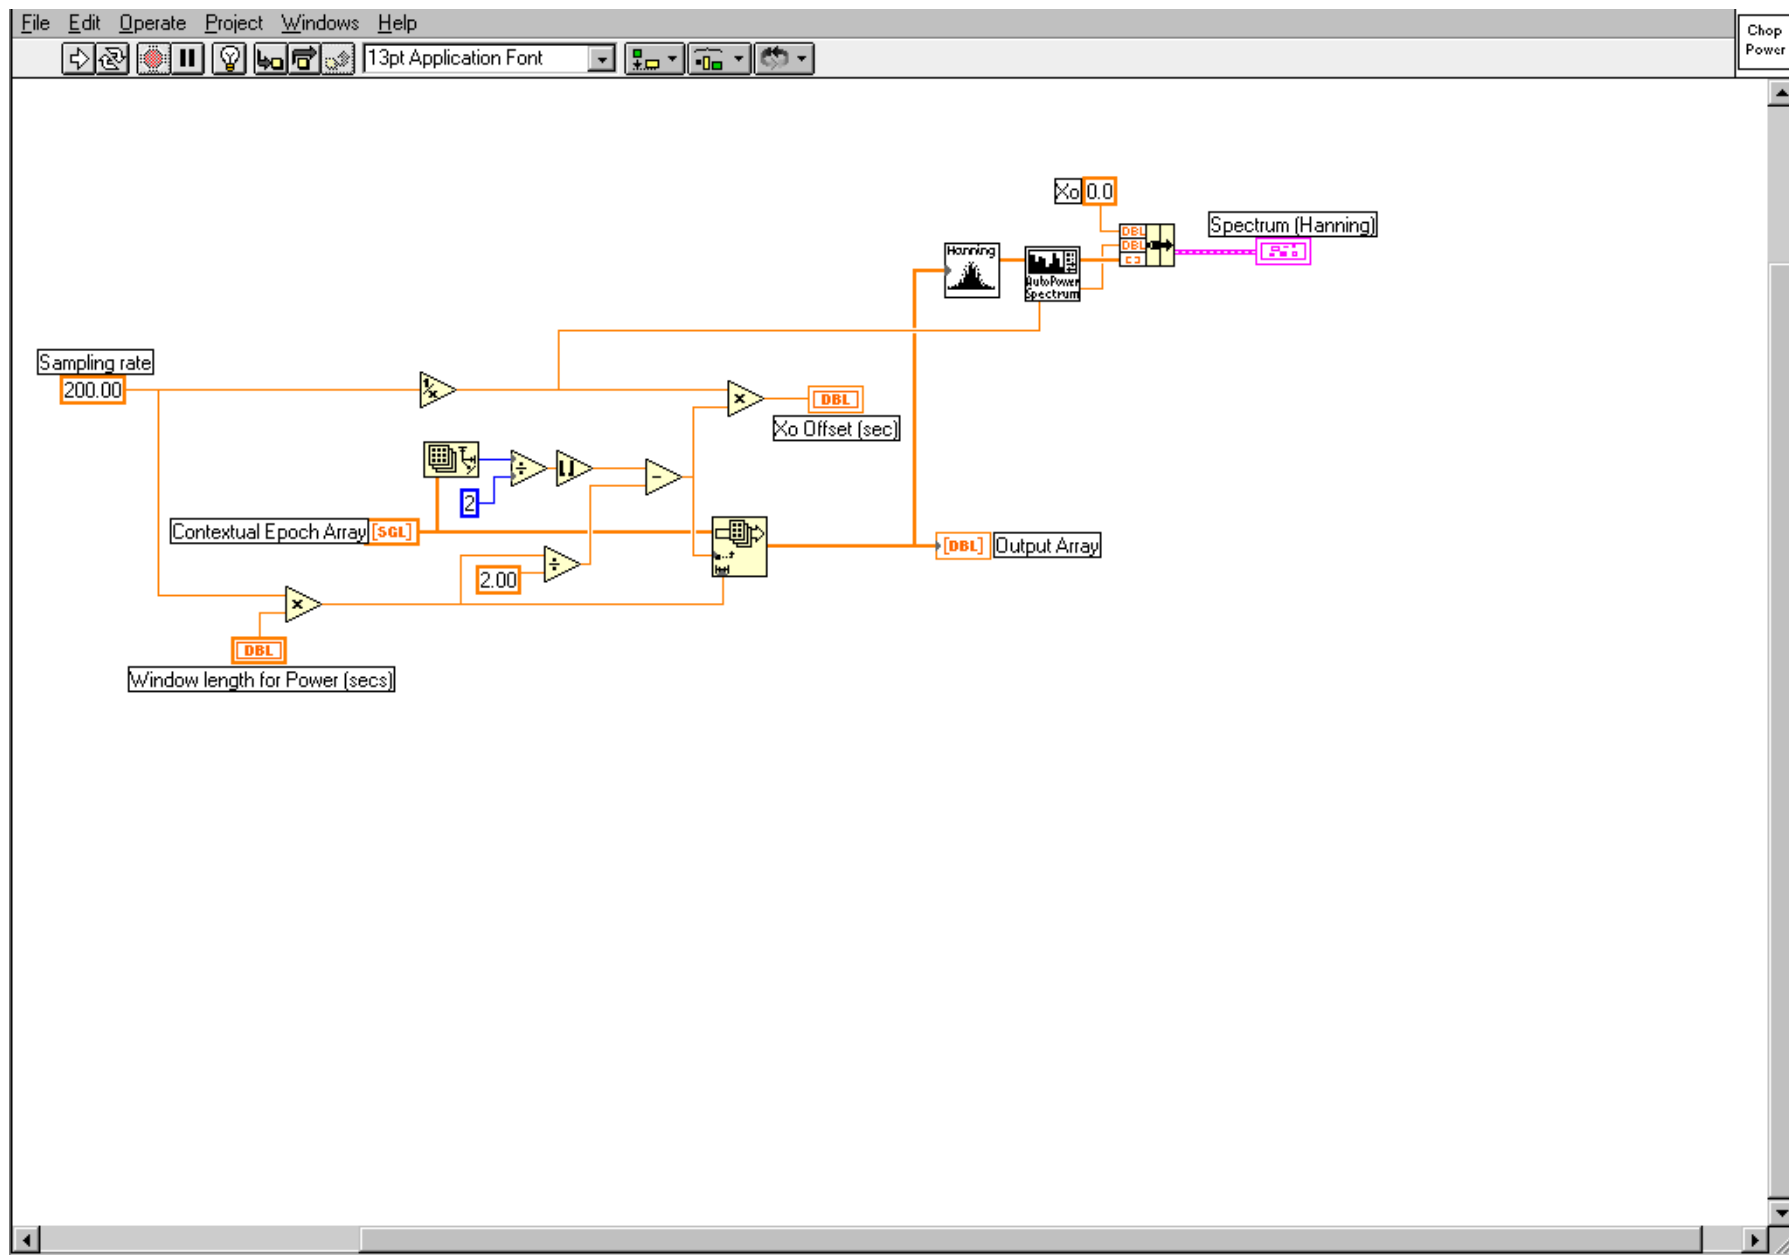 File Edit Operate Project Windows Help
Chop
Power
13pt Application Font
Xo 0.0
Spectrum (Hanning)
DBL
DBL
Hanning
AutoPower
Spectrum
Sampling rate
200.00
1/x
x
DBL
Xo Offset (sec)
÷
-
2
Contextual Epoch Array [SGL]
[DBL] Output Array
÷
2.00
x
DBL
Window length for Power (secs)